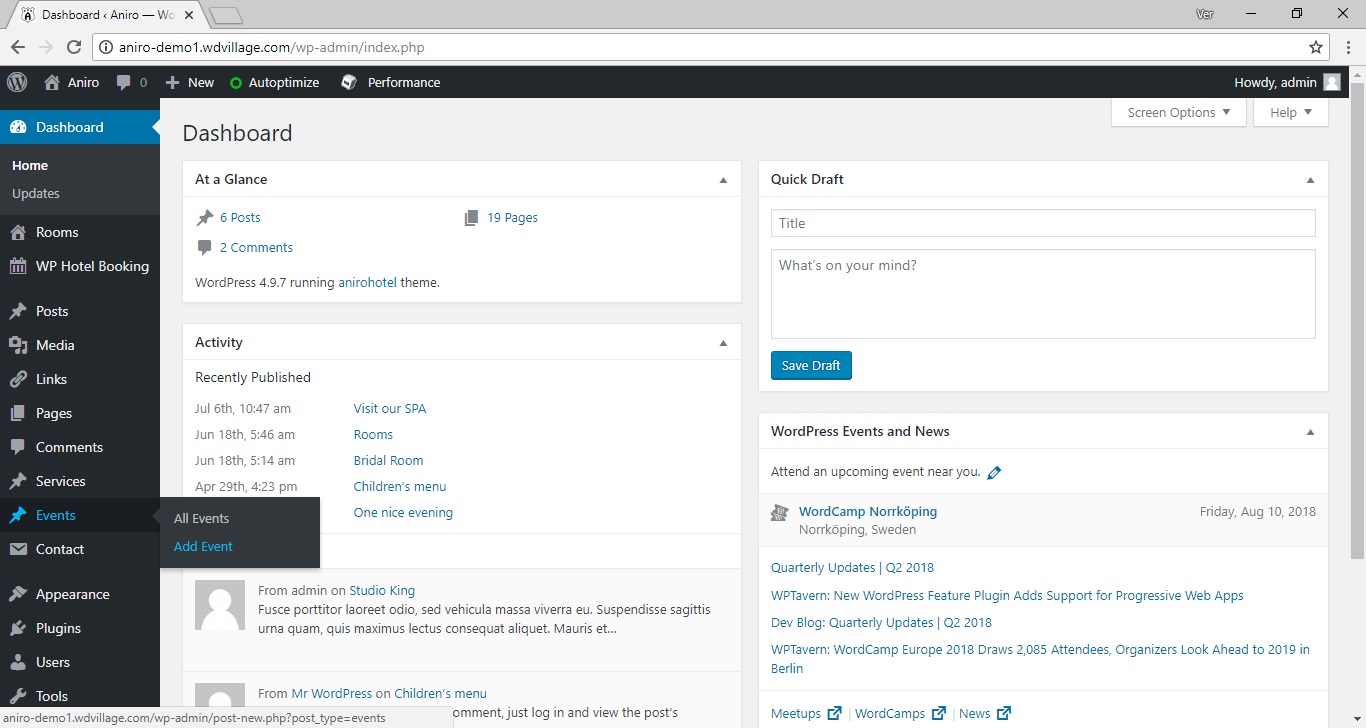 Dashboard ‹ Aniro — Wo
Ver
aniro-demo1.wdvillage.com/wp-admin/index.php
Aniro 0 New Autoptimize Performance Howdy, admin
Screen Options Help
Dashboard
Home
Updates
Rooms
WP Hotel Booking
Posts
Media
Links
Pages
Comments
Services
Events
Contact
Appearance
Plugins
Users
Tools
All Events
Add Event
Dashboard
At a Glance
6 Posts 19 Pages
2 Comments
WordPress 4.9.7 running anirohotel theme.
Activity
Recently Published
Jul 6th, 10:47 am Visit our SPA
Jun 18th, 5:46 am Rooms
Jun 18th, 5:14 am Bridal Room
Apr 29th, 4:23 pm Children’s menu
One nice evening
From admin on Studio King
Fusce porttitor laoreet odio, sed vehicula massa viverra eu. Suspendisse sagittis
urna quam, quis maximus lectus consequat aliquet. Mauris et…
From Mr WordPress on Children’s menu
omment, just log in and view the post's
Quick Draft
Title
What’s on your mind?
Save Draft
WordPress Events and News
Attend an upcoming event near you.
WordCamp Norrköping Friday, Aug 10, 2018
Norrköping, Sweden
Quarterly Updates | Q2 2018
WPTavern: New WordPress Feature Plugin Adds Support for Progressive Web Apps
Dev Blog: Quarterly Updates | Q2 2018
WPTavern: WordCamp Europe 2018 Draws 2,085 Attendees, Organizers Look Ahead to 2019 in
Berlin
Meetups | WordCamps | News
aniro-demo1.wdvillage.com/wp-admin/post-new.php?post_type=events